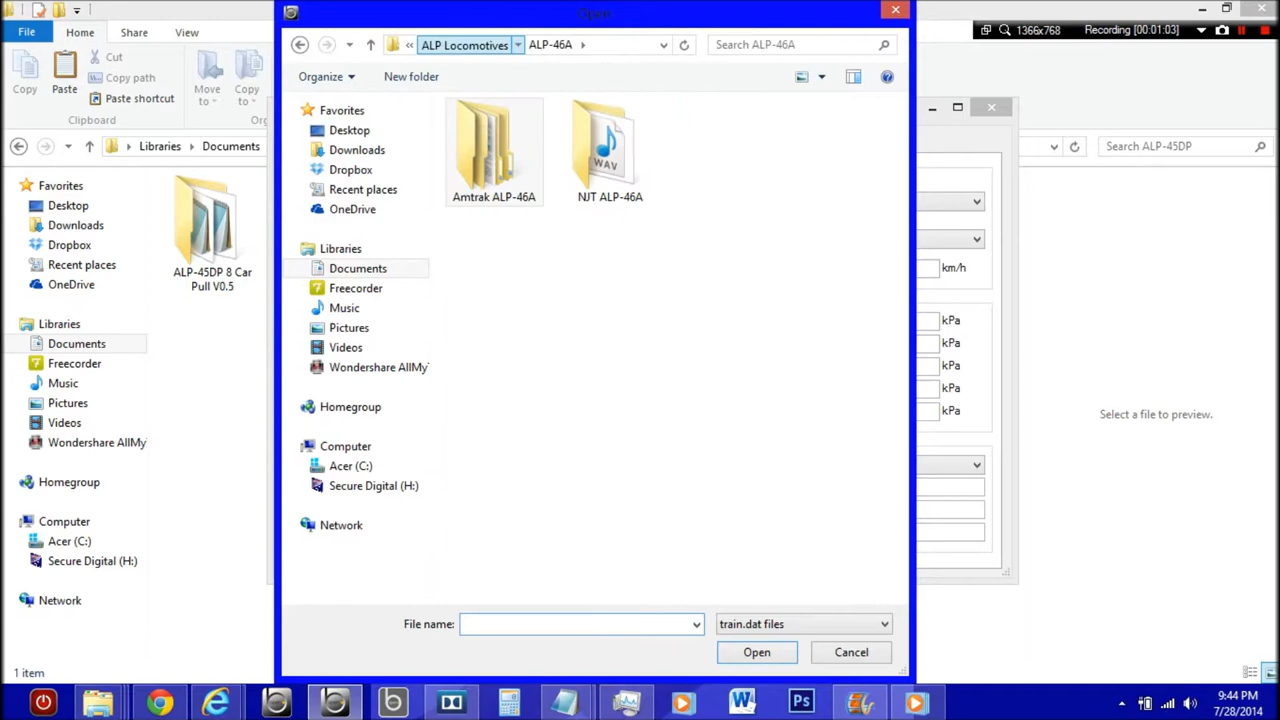 Open
File
Home
Share
View
Recording [00:01:03]
1366x768
Copy
Paste
Cut
Copy path
Paste shortcut
Move to
Copy to
Clipboard
Libraries
Documents
Search ALP-45DP
«
ALP Locomotives
ALP-46A
Search ALP-46A
Organize
New folder
Favorites
Desktop
Downloads
Dropbox
Recent places
OneDrive
Libraries
Documents
Freecorder
Music
Pictures
Videos
Wondershare AllMy
Homegroup
Computer
Acer (C:)
Secure Digital (H:)
Network
1 item
ALP-45DP 8 Car
Pull V0.5
Favorites
Desktop
Downloads
Dropbox
Recent places
OneDrive
Libraries
Documents
Freecorder
Music
Pictures
Videos
Wondershare AllMy
Homegroup
Computer
Acer (C:)
Secure Digital (H:)
Network
Amtrak ALP-46A
WAV
NJT ALP-46A
km/h
kPa
kPa
kPa
kPa
kPa
Select a file to preview.
File name:
train.dat files
Open
Cancel
W
Ps
9:44 PM
7/28/2014